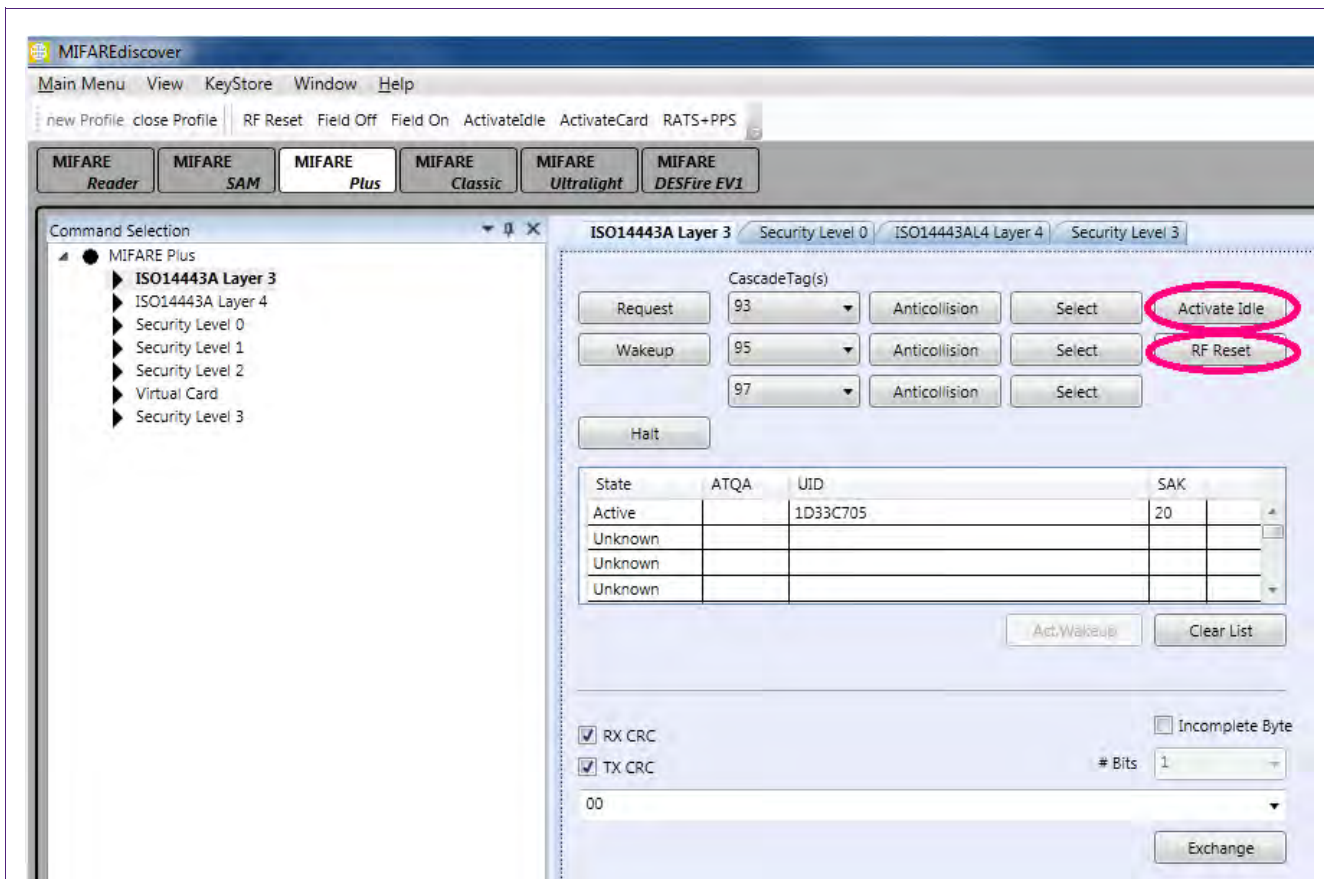 MIFAREdiscover
Main Menu View KeyStore Window Help
new Profile close Profile RF Reset Field Off Field On ActivateIdle ActivateCard RATS+PPS
MIFARE Reader MIFARE SAM MIFARE Plus MIFARE Classic MIFARE Ultralight MIFARE DESFire EV1
Command Selection
MIFARE Plus
ISO14443A Layer 3
ISO14443A Layer 4
Security Level 0
Security Level 1
Security Level 2
Virtual Card
Security Level 3
ISO14443A Layer 3 Security Level 0 ISO14443AL4 Layer 4 Security Level 3
CascadeTag(s)
Request 93 Anticollision Select Activate Idle
Wakeup 95 Anticollision Select RF Reset
97 Anticollision Select
Halt
State ATQA UID SAK
Active 1D33C705 20
Unknown
Unknown
Unknown
Act.Wakeup Clear List
RX CRC Incomplete Byte
TX CRC # Bits 1
00
Exchange